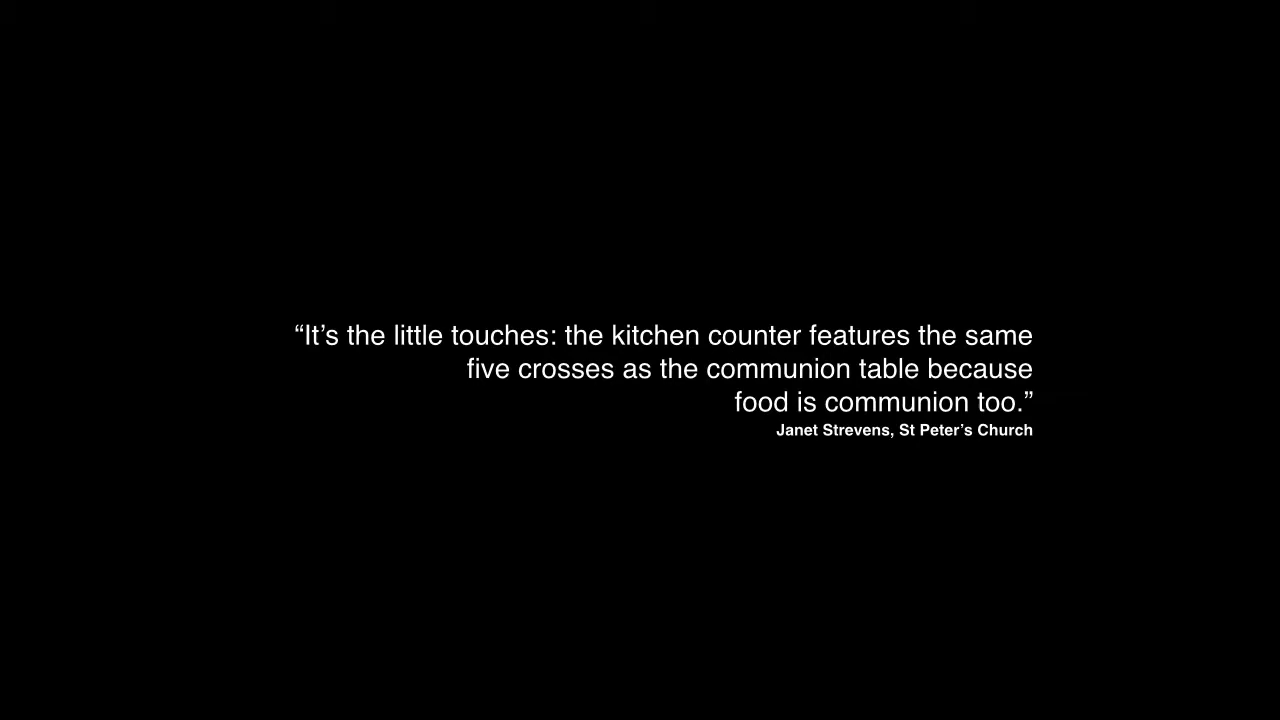 “It’s the little touches: the kitchen counter features the same
five crosses as the communion table because
food is communion too.”
Janet Strevens, St Peter’s Church